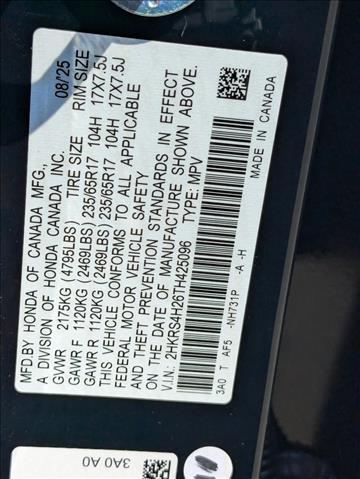 MFD.BY HONDA OF CANADA MFG., 08/'25
A DIVISION OF HONDA CANADA INC.
TIRE SIZE RIM SIZE
GVWR 2175KG (4795LBS)
GAWR F 1120KG (2469LBS) 235/65R17 104H 17X7.5J
GAWR R 1120KG (2469LBS) 235/65R17 104H 17X7.5J
THIS VEHICLE CONFORMS TO ALL APPLICABLE
FEDERAL MOTOR VEHICLE SAFETY
AND THEFT PREVENTION STANDARDS IN EFFECT
ON THE DATE OF MANUFACTURE SHOWN ABOVE.
V.I.N.: 2HKRS4H26TH425096 TYPE: MPV
3A0 T AF5 -NH731P -A -H MADE IN CANADA
3A0 A0